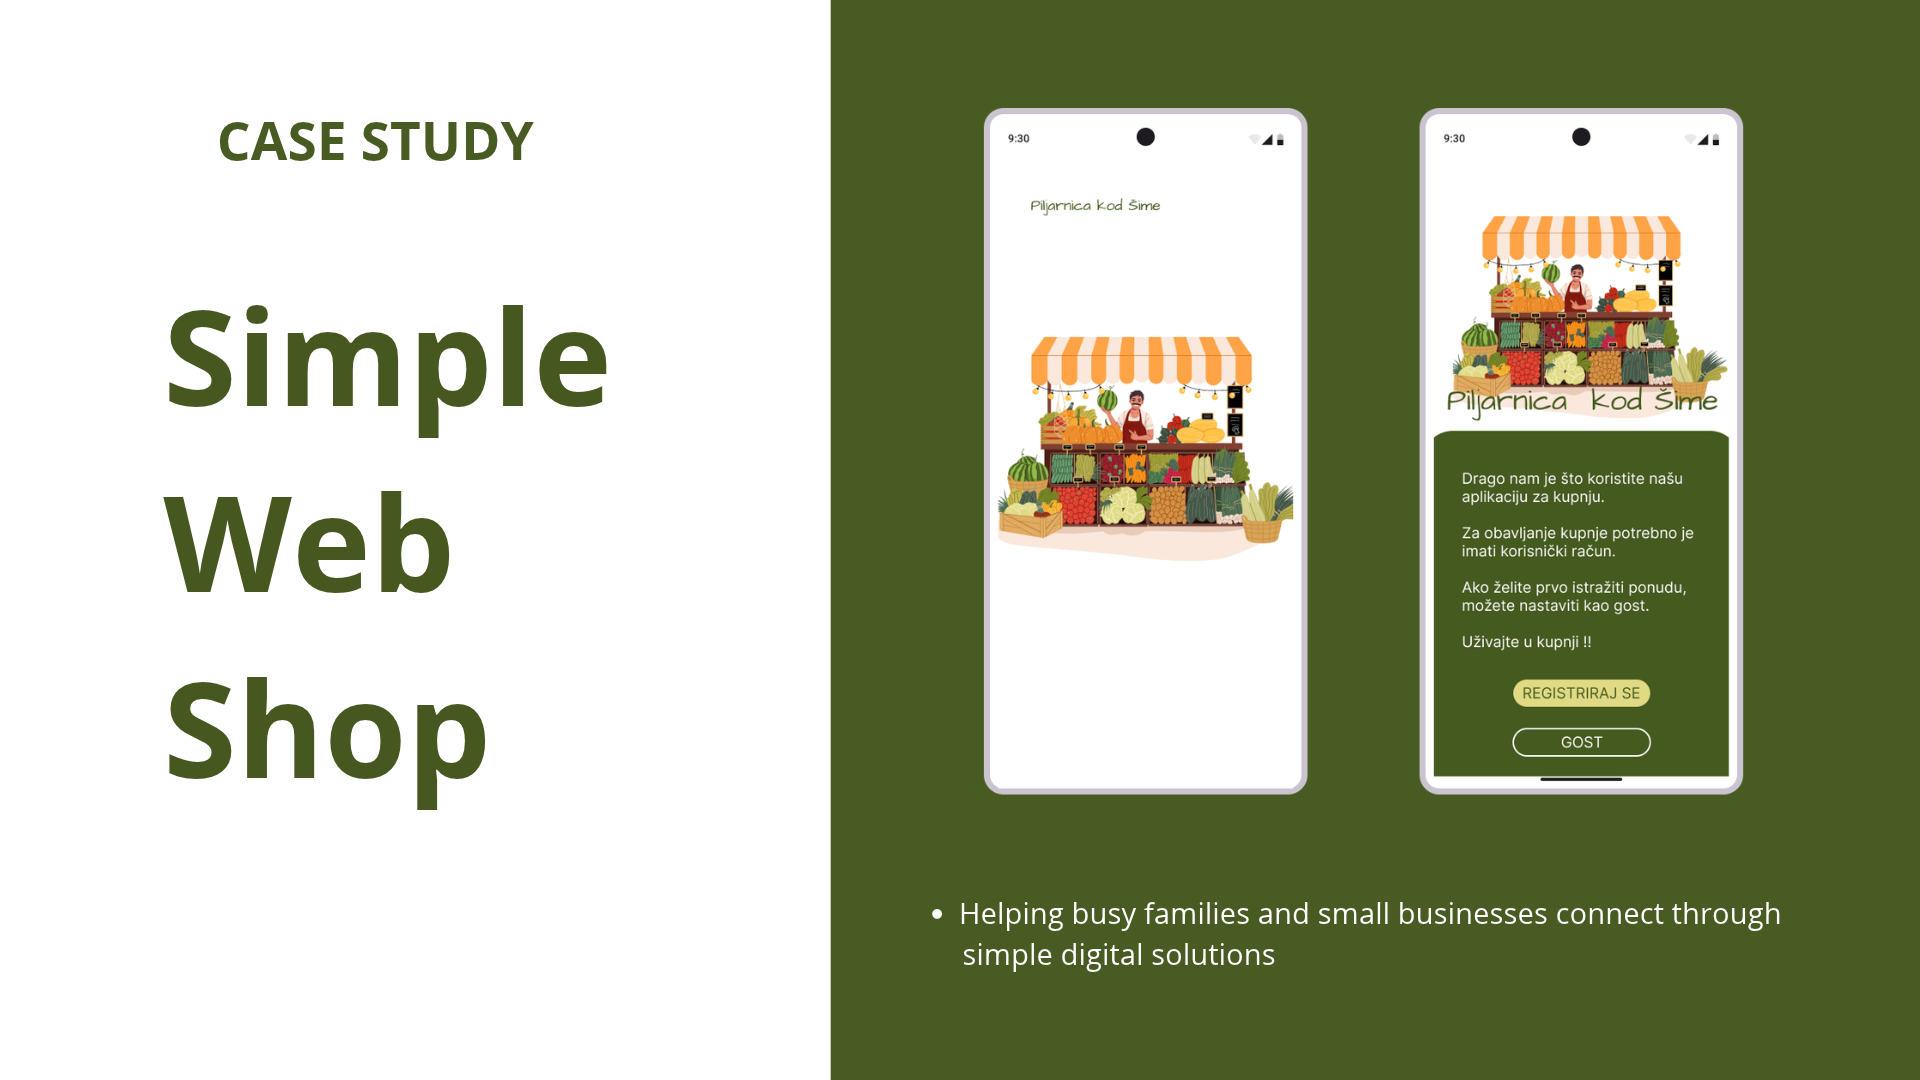 CASE STUDY
Simple
Web
Shop
9:30
Piljarnica kod Šime
9:30
Piljarnica kod Šime
Drago nam je što koristite našu
aplikaciju za kupnju.
Za obavljanje kupnje potrebno je
imati korisnički račun.
Ako želite prvo istražiti ponudu,
možete nastaviti kao gost.
Uživajte u kupnji !!
REGISTRIRAJ SE
GOST
• Helping busy families and small businesses connect through
simple digital solutions